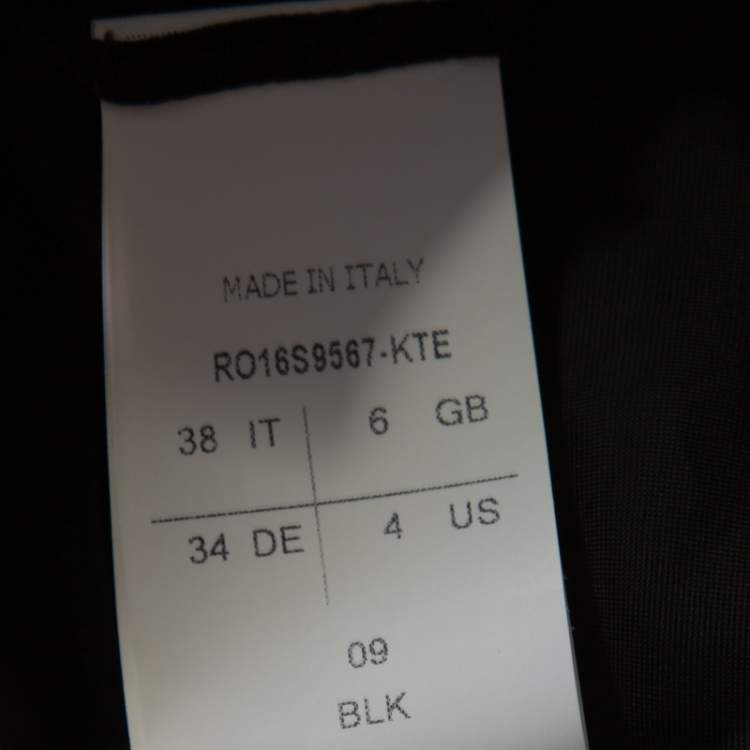 MADE IN ITALY
RO16S9567-KTE
38 IT 6 GB
34 DE 4 US
09
BLK